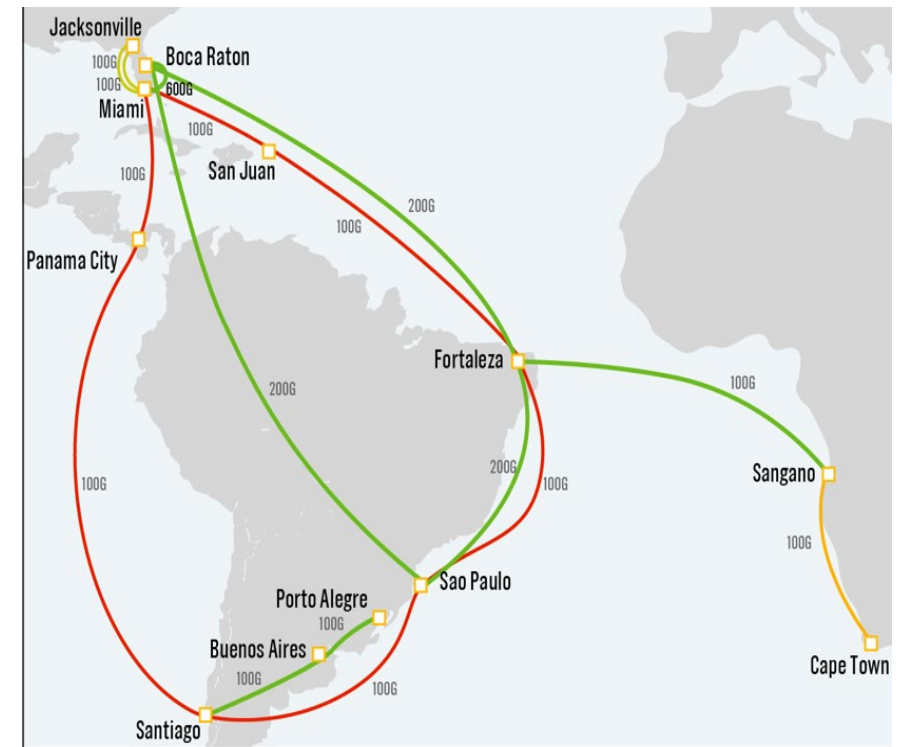 Jacksonville
100G
Boca Raton
100G
600G
Miami
100G
San Juan
100G
200G
100G
Panama City
Fortaleza
100G
200G
Sangano
200G
100G
100G
100G
Sao Paulo
Porto Alegre
100G
Buenos Aires
100G
100G
Cape Town
Santiago